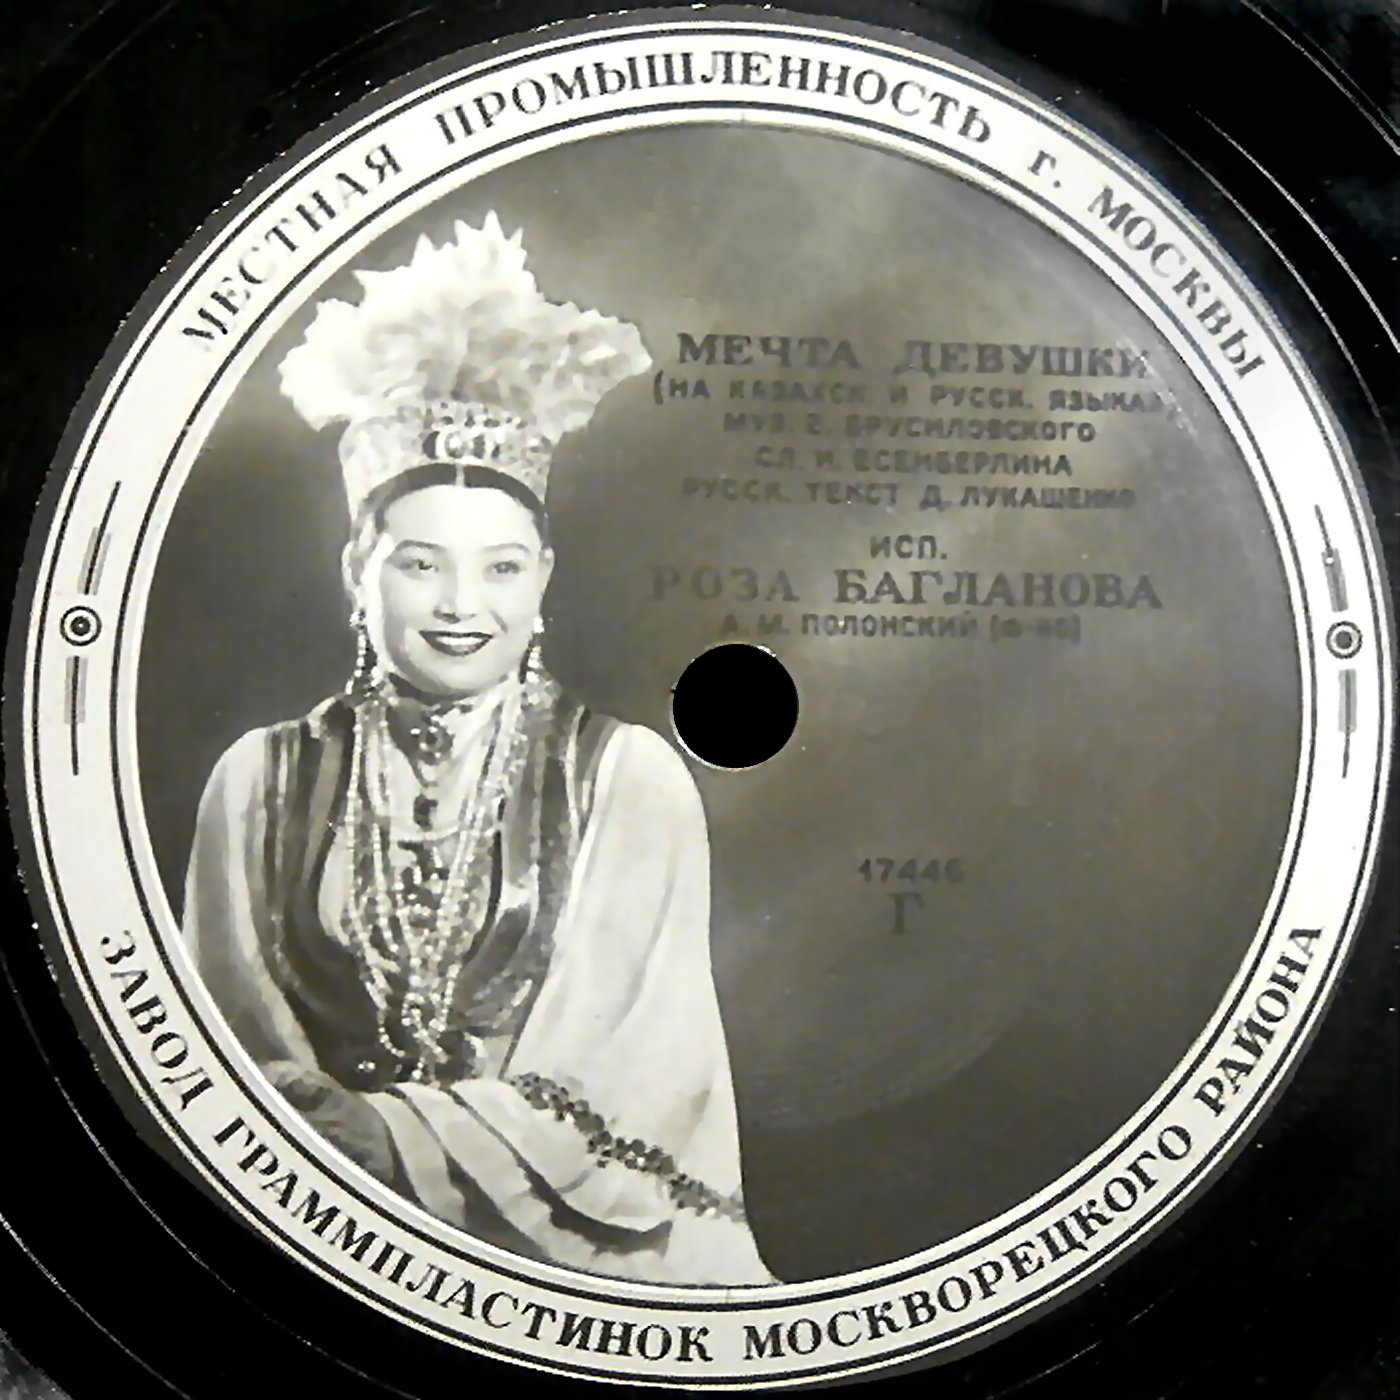 МЕСТНАЯ ПРОМЫШЛЕННОСТЬ г. МОСКВЫ
МЕЧТА ДЕВУШКИ
(НА КАЗАХСК. И РУССК. ЯЗЫКАХ)
МУЗ. Е. БРУСИЛОВСКОГО
СЛ. И. ЕСЕНБЕРЛИНА
РУССК. ТЕКСТ Д. ЛУКАШЕНКО
ИСП.
РОЗА БАГЛАНОВА
А. М. ПОЛОНСКИЙ (Ф-НО)
17446
Г
ЗАВОД ГРАММПЛАСТИНОК МОСКВОРЕЦКОГО РАЙОНА